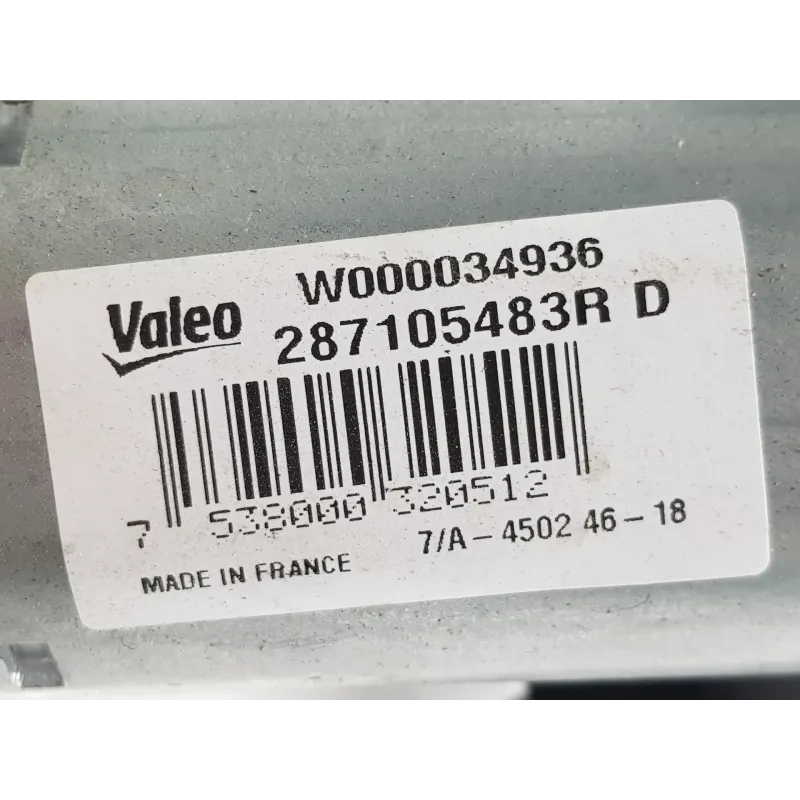 W000034936
Valeo
287105483R D
7 538000 320512
7/A-4502 46-18
MADE IN FRANCE